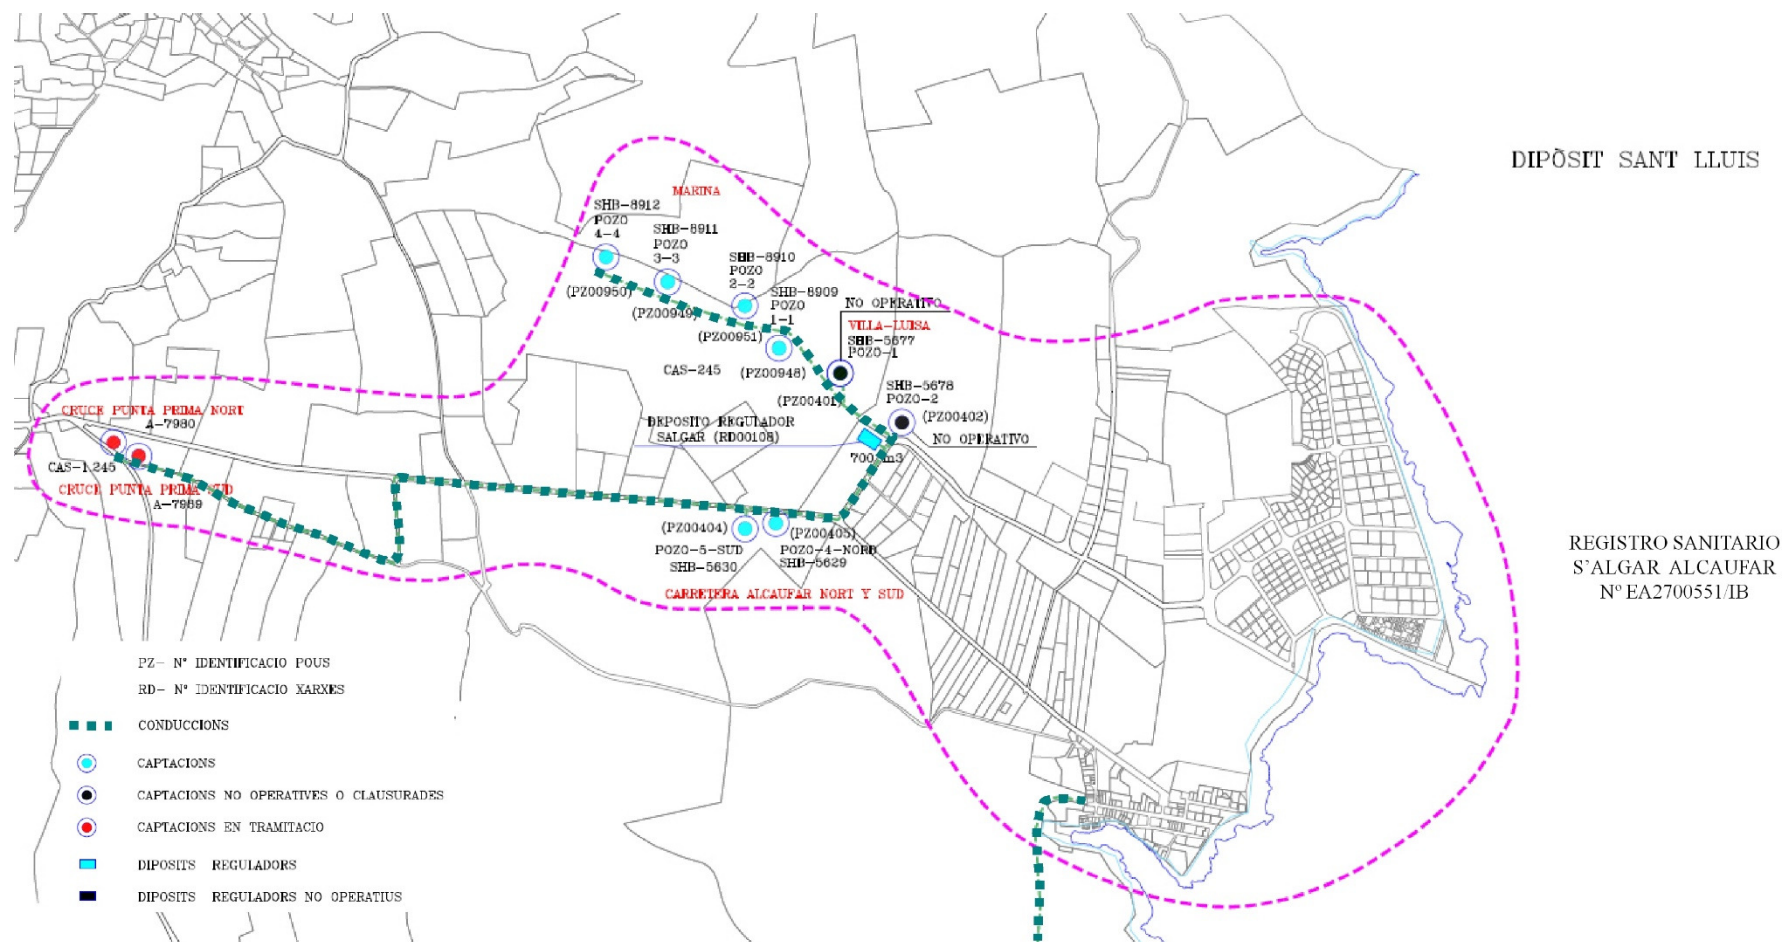 DIPÒSIT SANT LLUIS
MARINA
SHB-8912
POZO
4-4
SHB-8911
POZO
3-3
SHB-8910
POZO
2-2
SHB-8909
POZO
1-1
(PZ00950)
(PZ00949)
(PZ00951)
(PZ00948)
CAS-245
NO OPERATIVO
VILLA-LUISA
SHB-5677
POZO-1
(PZ00401)
SHB-5678
POZO-2
(PZ00402)
NO OPERATIVO
DEPOSITO REGULADOR
SALGAR (RD00108)
700 m3
CRUCE PUNTA PRIMA NORT
A-7980
CAS-1.245
CRUCE PUNTA PRIMA SUD
A-7989
(PZ00404)
(PZ00405)
POZO-5-SUD
SHB-5630
POZO-4-NORD
SHB-5629
CARRETERA ALCAUFAR NORT Y SUD
REGISTRO SANITARIO
S'ALGAR ALCAUFAR
Nº EA2700551/IB
PZ- Nº IDENTIFICACIO POUS
RD- Nº IDENTIFICACIO XARXES
CONDUCCIONS
CAPTACIONS
CAPTACIONS NO OPERATIVES O CLAUSURADES
CAPTACIONS EN TRAMITACIO
DIPOSITS REGULADORS
DIPOSITS REGULADORS NO OPERATIUS